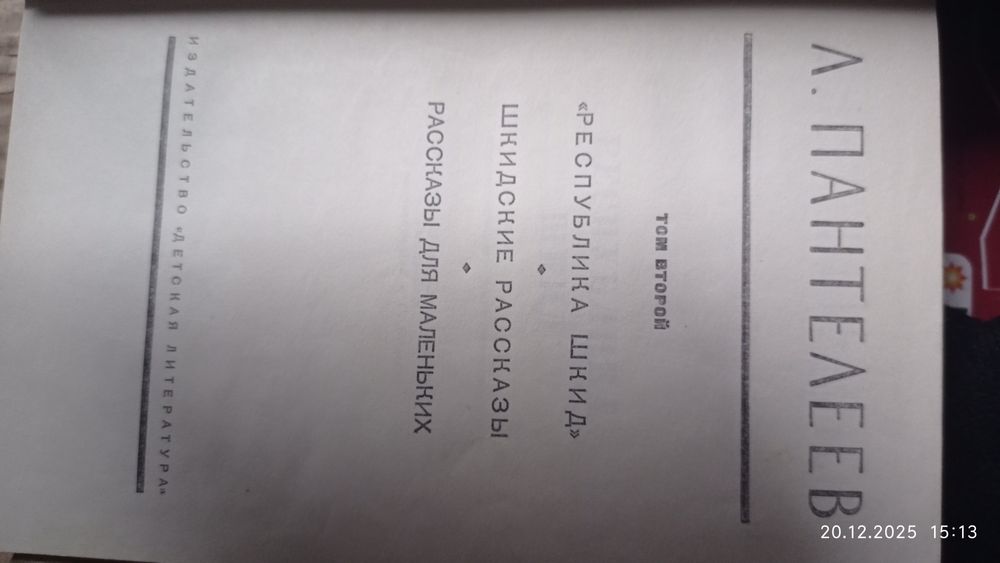 Л. ПАНТЕЛЕЕВ
ТОМ ВТОРОЙ
«РЕСПУБЛИКА ШКИД»
ШКИДСКИЕ РАССКАЗЫ
РАССКАЗЫ ДЛЯ МАЛЕНЬКИХ
ИЗДАТЕЛЬСТВО «ДЕТСКАЯ ЛИТЕРАТУРА»
20.12.2025 15:13